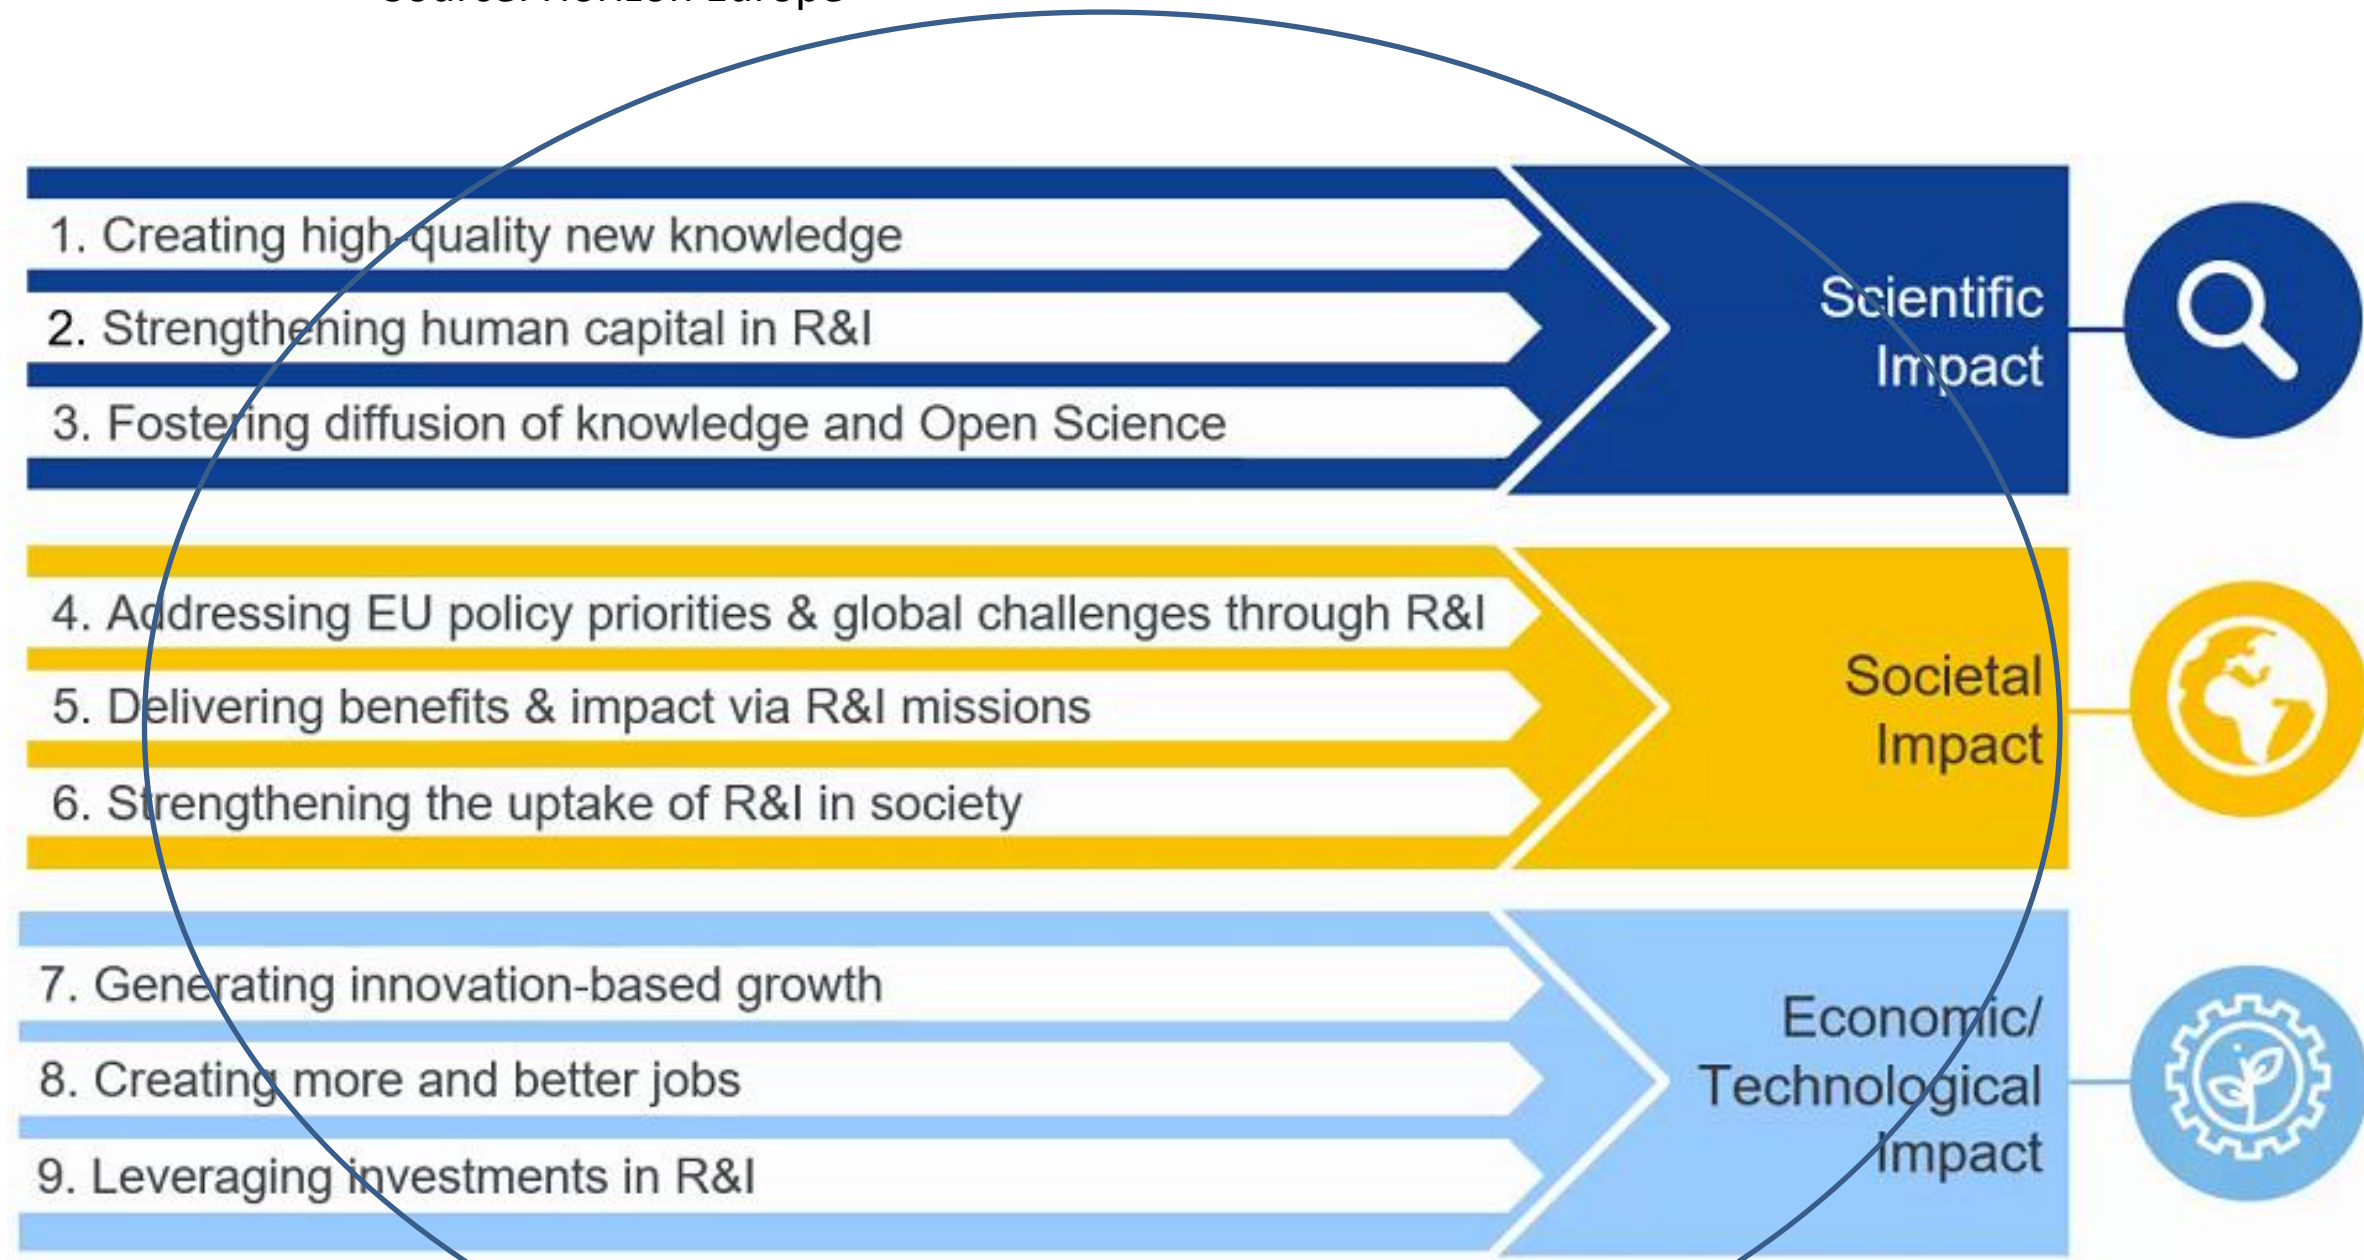 Source: Horizon Europe
1. Creating high-quality new knowledge
2. Strengthening human capital in R&I
3. Fostering diffusion of knowledge and Open Science
Scientific
Impact
4. Addressing EU policy priorities & global challenges through R&I
5. Delivering benefits & impact via R&I missions
6. Strengthening the uptake of R&I in society
Societal
Impact
7. Generating innovation-based growth
8. Creating more and better jobs
9. Leveraging investments in R&I
Economic/
Technological
Impact